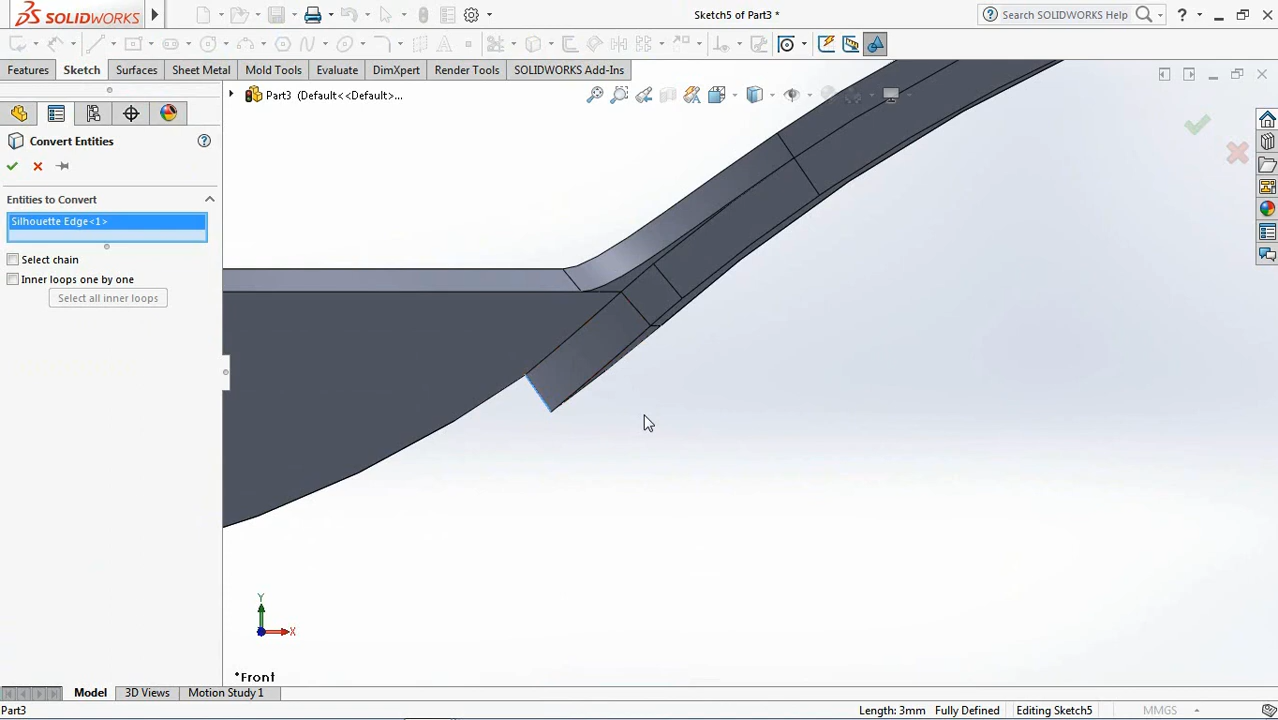 SOLIDWORKS
Sketch5 of Part3 *
Search SOLIDWORKS Help
Features
Sketch
Surfaces
Sheet Metal
Mold Tools
Evaluate
DimXpert
Render Tools
SOLIDWORKS Add-Ins
Part3 (Default<<Default>...
Convert Entities
Entities to Convert
Silhouette Edge<1>
Select chain
Inner loops one by one
Select all inner loops
Y
X
*Front
Model
3D Views
Motion Study 1
Part3
Length: 3mm
Fully Defined
Editing Sketch5
MMGS